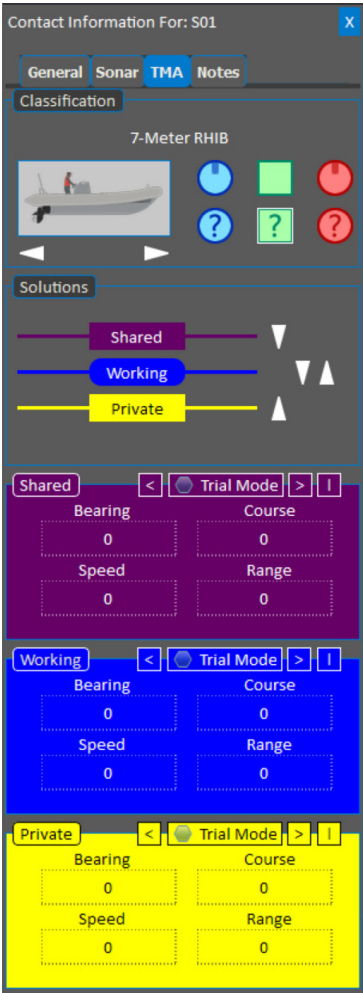 Contact Information For: S01 X
General Sonar TMA Notes
Classification
7-Meter RHIB
? ? ?
Solutions
Shared
Working
Private
Shared < Trial Mode > I
Bearing Course
0 0
Speed Range
0 0
Working < Trial Mode > I
Bearing Course
0 0
Speed Range
0 0
Private < Trial Mode > I
Bearing Course
0 0
Speed Range
0 0